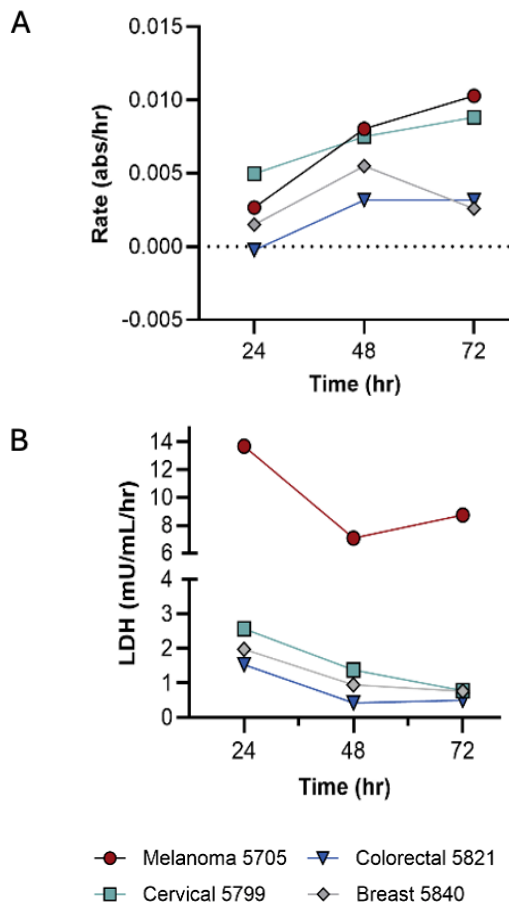 A
Rate (abs/hr)
0.015
0.010
0.005
0.000
-0.005
24 48 72
Time (hr)
B
LDH (mU/mL/hr)
14
12
10
8
6
4
3
2
1
0
24 48 72
Time (hr)
Melanoma 5705 Colorectal 5821
Cervical 5799 Breast 5840